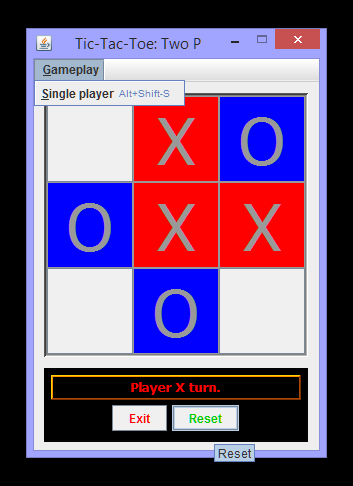 Tic-Tac-Toe: Two P
Gameplay
Single player Alt+Shift-S
X O
O X X
O
Player X turn.
Exit Reset
Reset